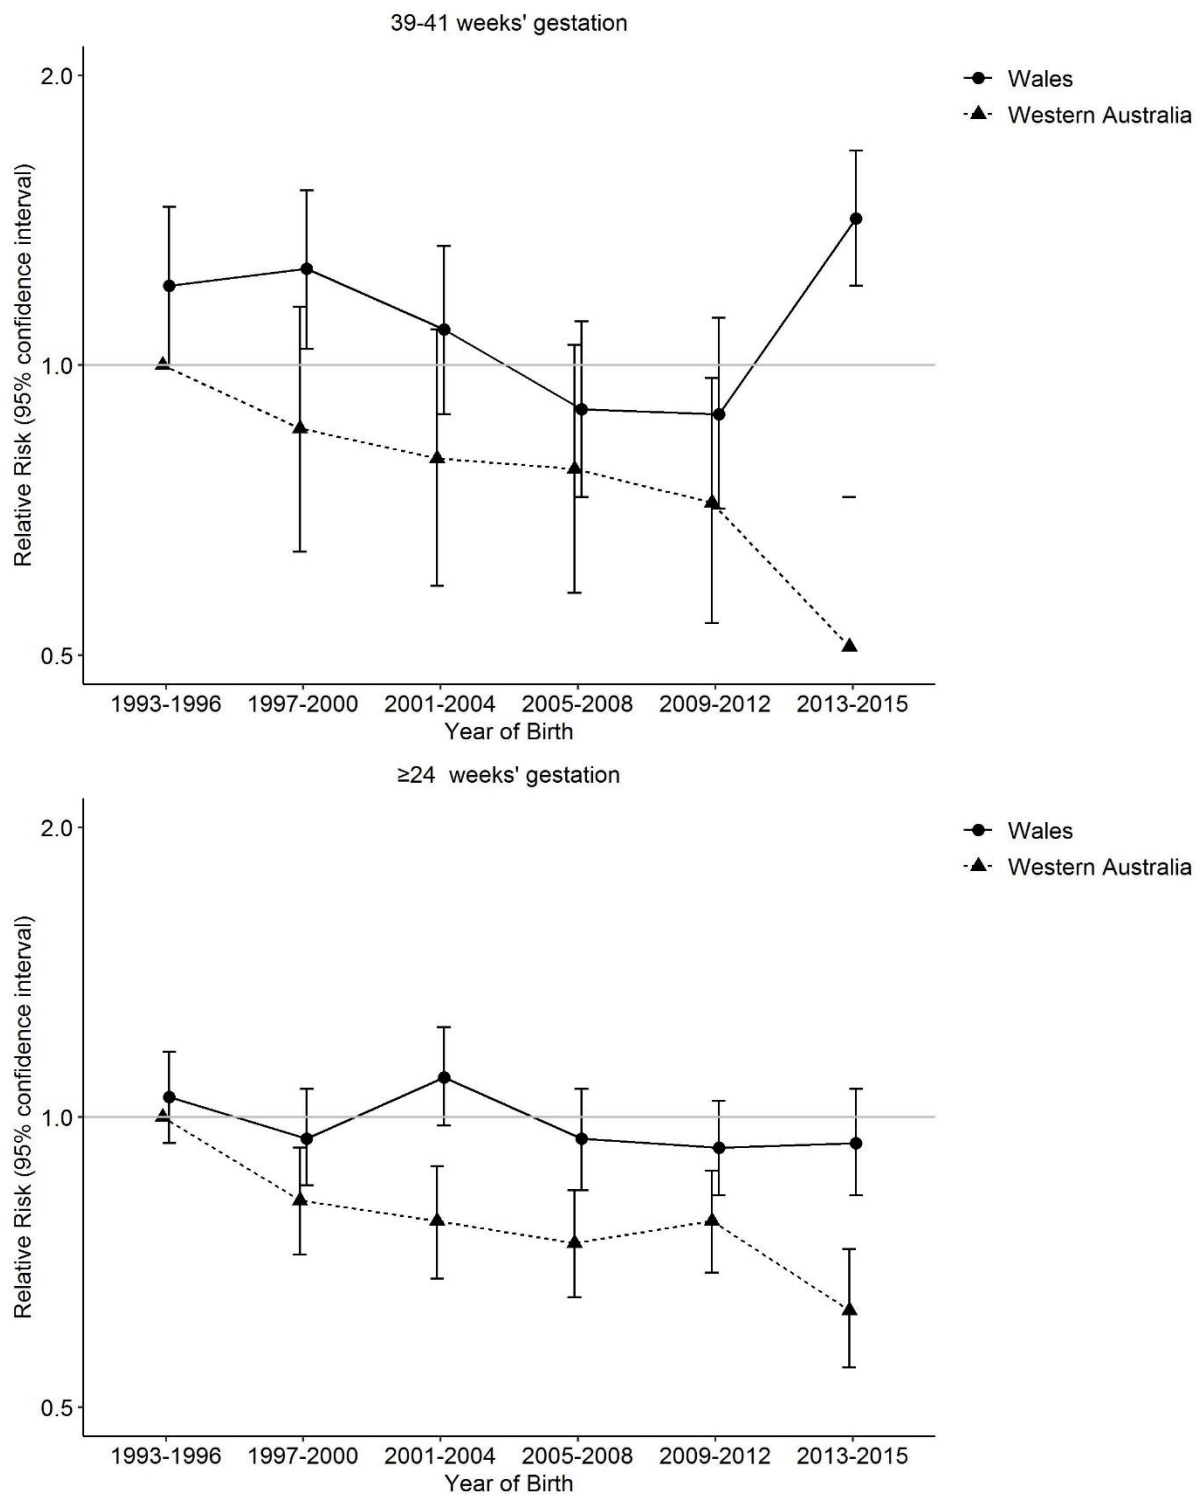 39-41 weeks' gestation
Relative Risk (95% confidence interval)
2.0
1.0
0.5
1993-1996 1997-2000 2001-2004 2005-2008 2009-2012 2013-2015
Year of Birth
Wales
Western Australia
≥24 weeks' gestation
Relative Risk (95% confidence interval)
2.0
1.0
0.5
1993-1996 1997-2000 2001-2004 2005-2008 2009-2012 2013-2015
Year of Birth
Wales
Western Australia